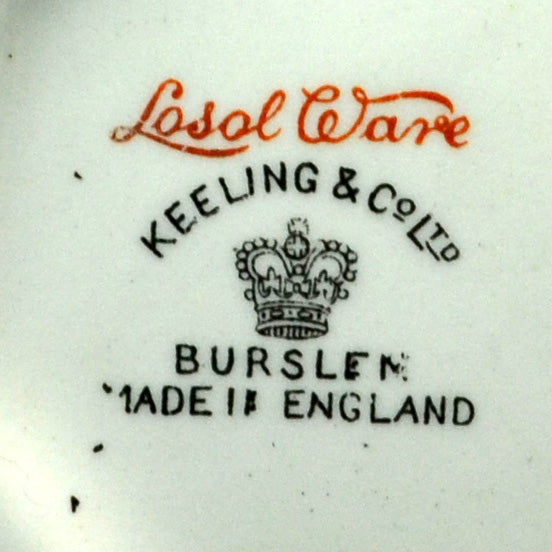 Losol Ware
KEELING & Co LTD
BURSLEM
MADE IN ENGLAND